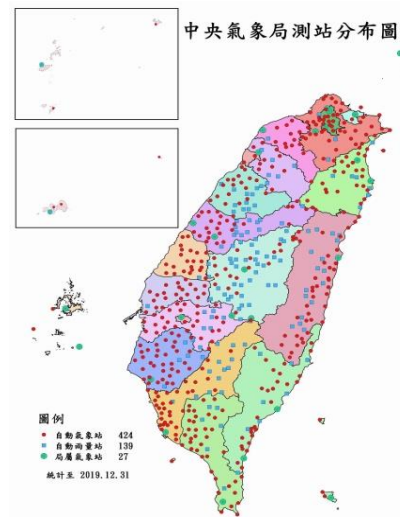 中央氣象局測站分布圖
圖例
自動氣象站 424
自動雨量站 139
局屬氣象站 27
統計至 2019.12.31